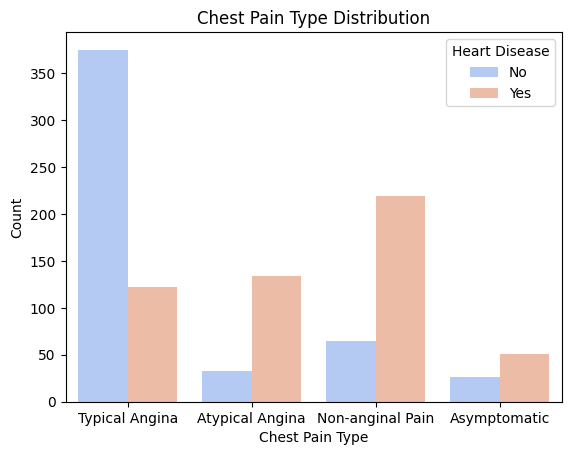 Chest Pain Type Distribution
Heart Disease
No
Yes
Count
350
300
250
200
150
100
50
0
Typical Angina
Atypical Angina
Non-anginal Pain
Asymptomatic
Chest Pain Type